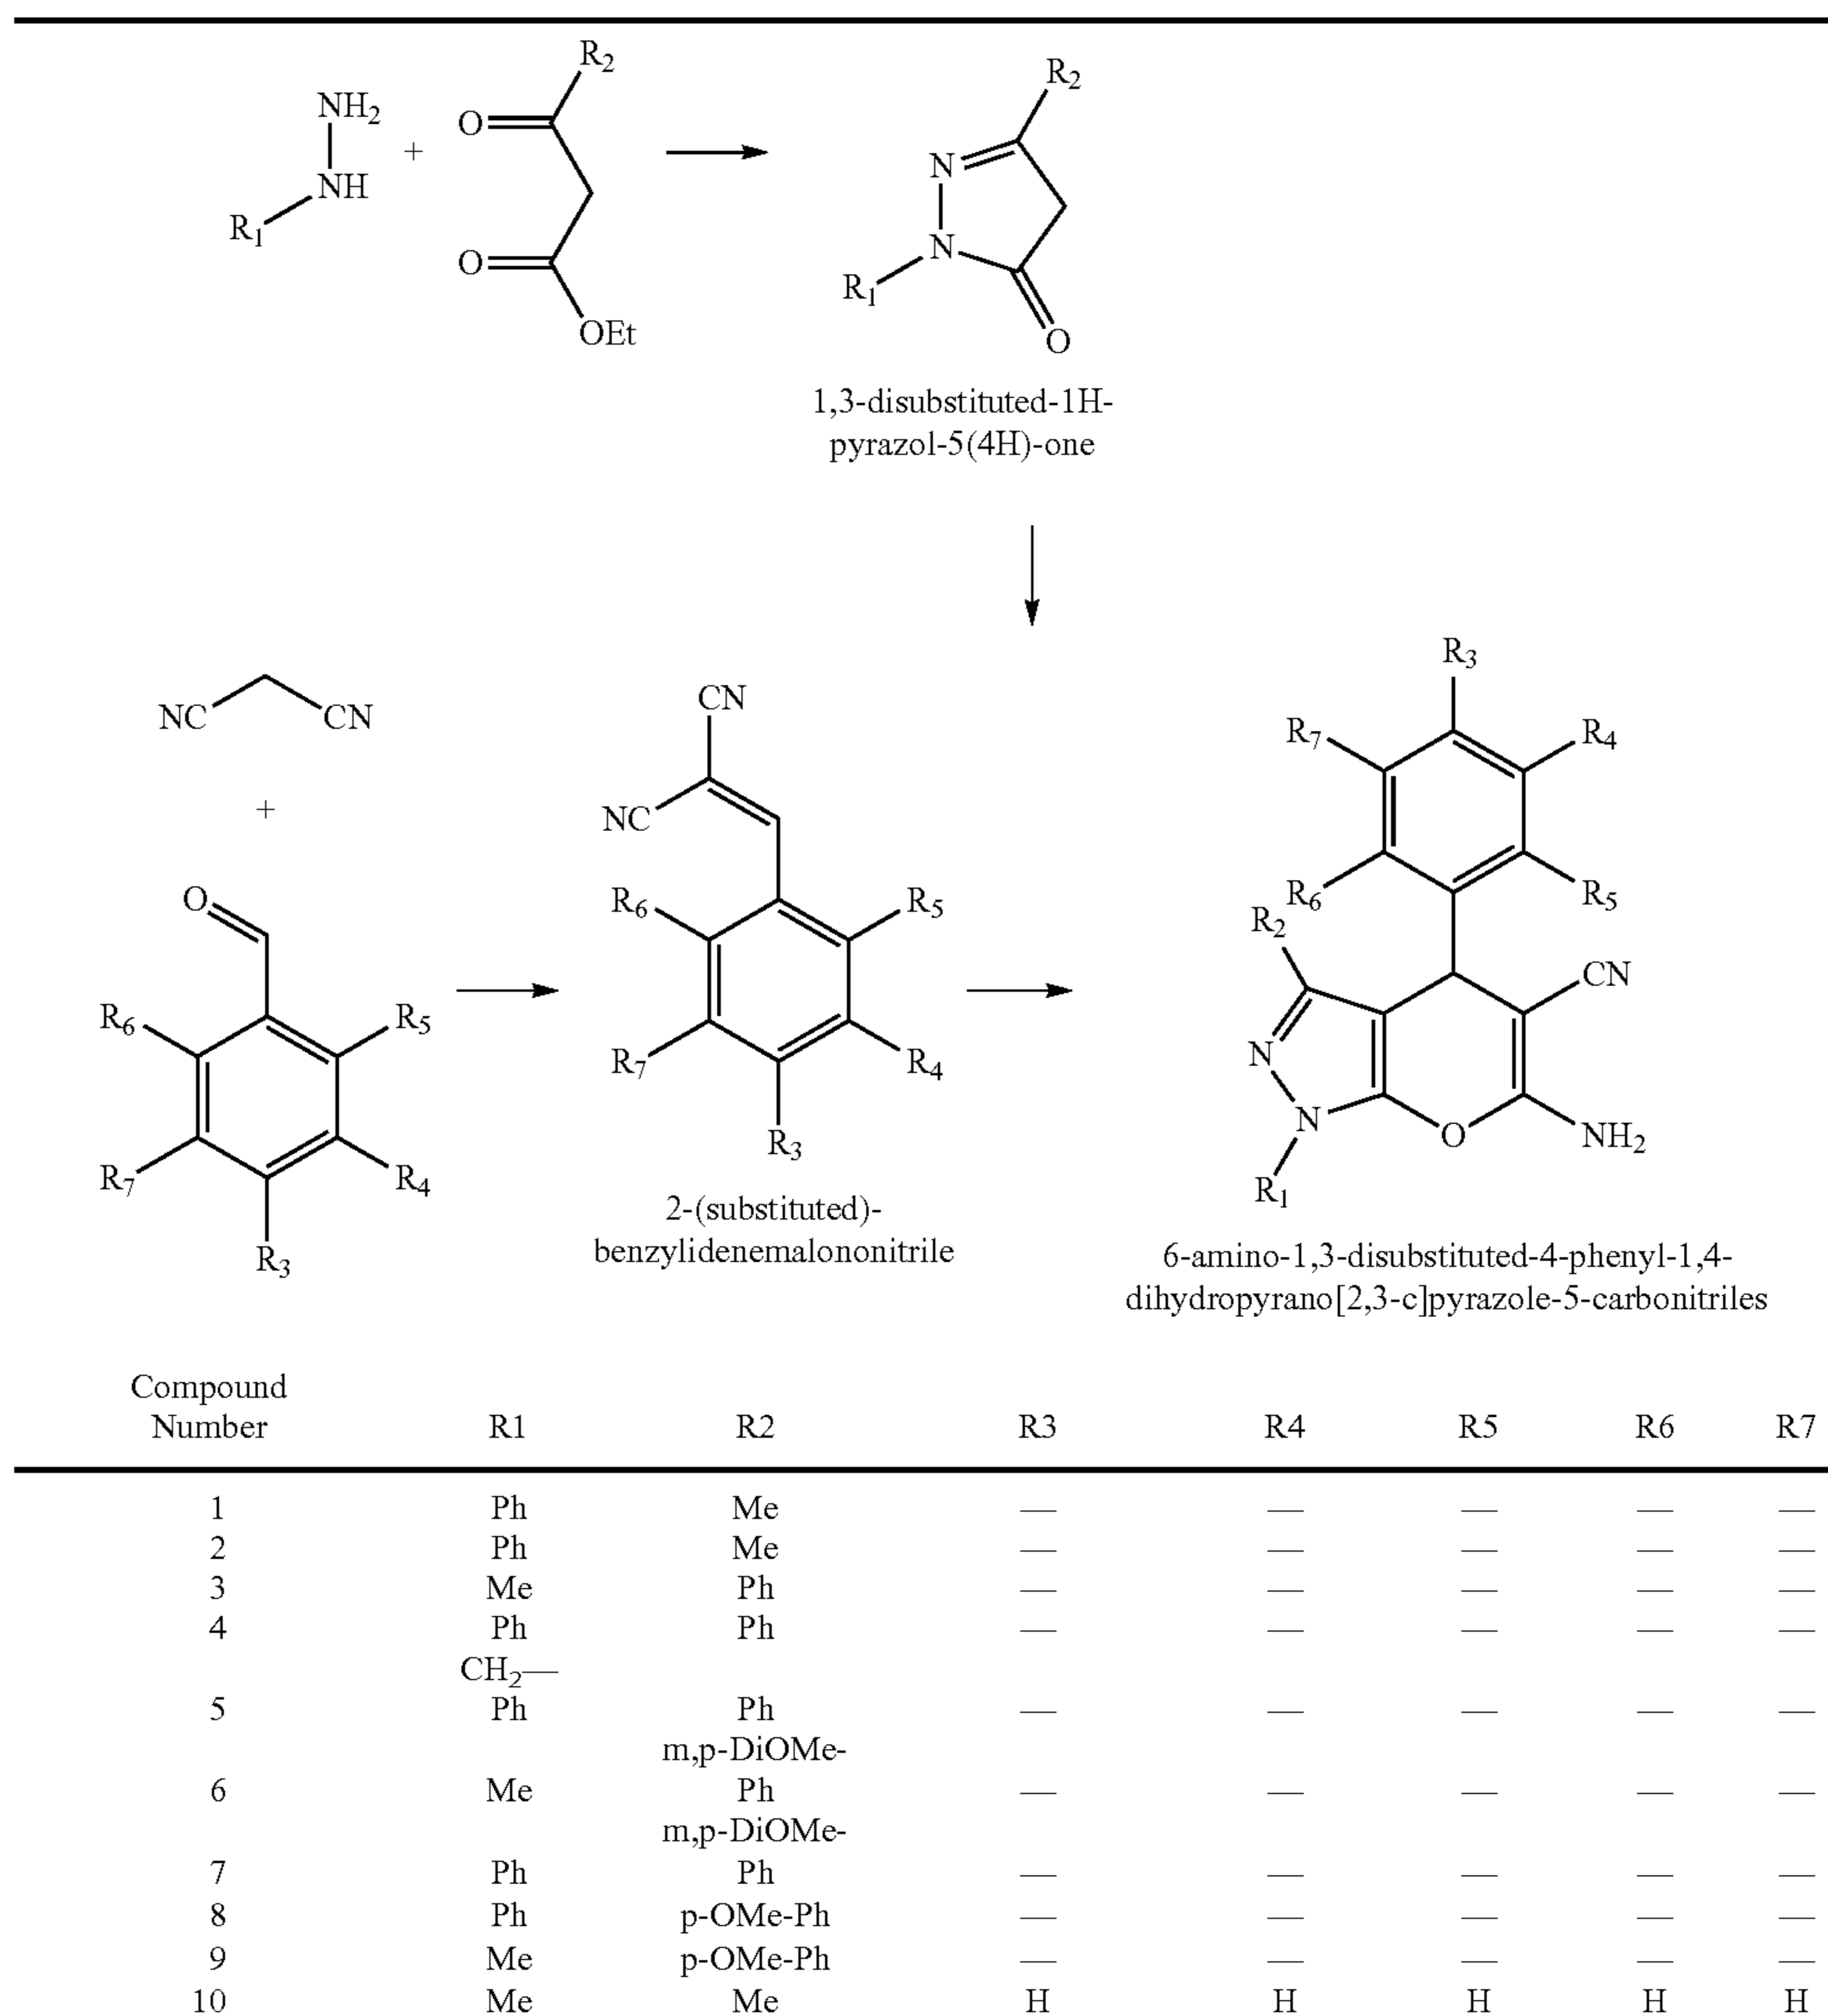 R2
NH2
NH
R1
+
O
R2
O
OEt
R2
N
N
R1
O
1,3-disubstituted-1H-
pyrazol-5(4H)-one
NC CN
+
O
R6 R5
R7 R4
R3
CN
NC
R6 R5
R7 R4
R3
2-(substituted)-
benzylidenemalononitrile
R3
R7 R4
R6 R5
R2
CN
N
N
O
NH2
R1
6-amino-1,3-disubstituted-4-phenyl-1,4-
dihydropyrano[2,3-c]pyrazole-5-carbonitriles
Compound
Number R1 R2 R3 R4 R5 R6 R7
1 Ph Me — — — — —
2 Ph Me — — — — —
3 Me Ph — — — — —
4 Ph Ph — — — — —
CH2—
5 Ph Ph — — — — —
m,p-DiOMe-
6 Me Ph — — — — —
m,p-DiOMe-
7 Ph Ph — — — — —
8 Ph p-OMe-Ph — — — — —
9 Me p-OMe-Ph — — — — —
10 Me Me H H H H H